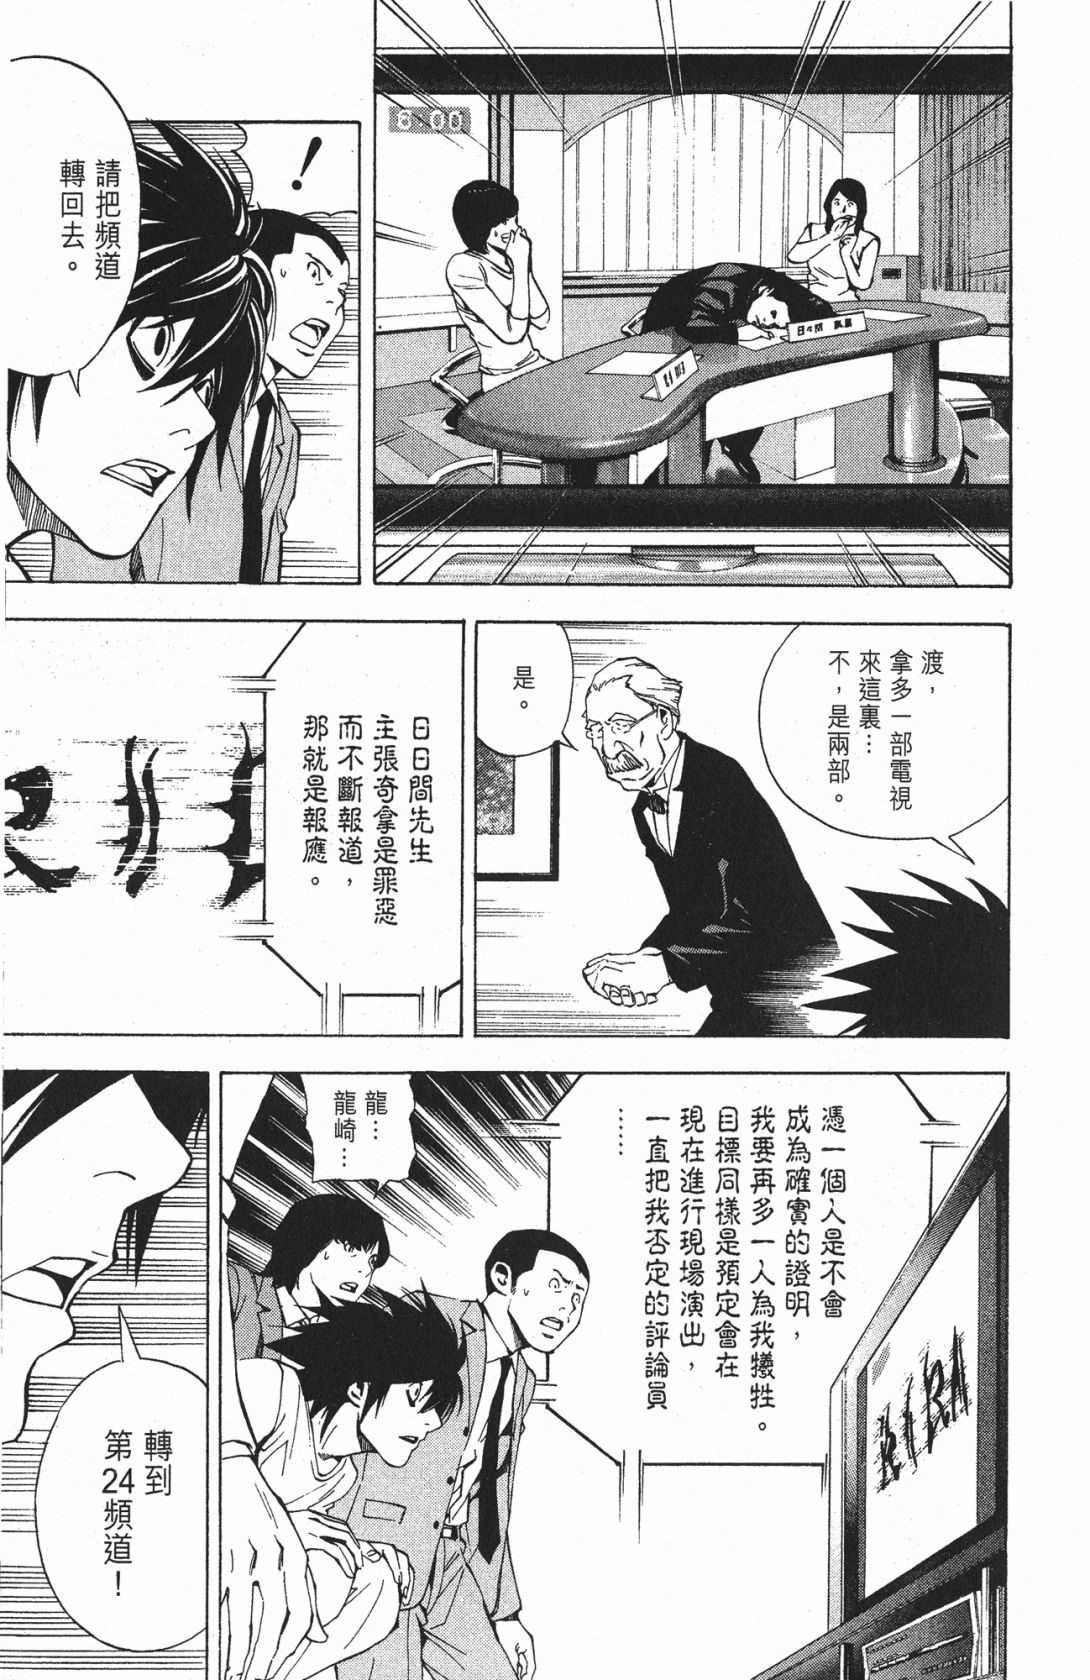 6:00
日々間
！
請把頻道
轉回去。
渡，
拿多一部電視
來這裏…
不，是兩部。
是。
日日間先生
主張奇拿是罪惡
而不斷報道，
那就是報應。
憑一個人是不會
成為確實的證明，
我要再多一人為我犧牲。
目標同樣是預定會在
現在進行現場演出，
一直把我否定的評論員
……
KIRA
龍…
龍崎…
轉到
第24頻道！